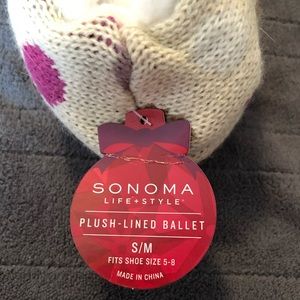 SONOMA
LIFE+STYLE®
PLUSH-LINED BALLET
S/M
FITS SHOE SIZE 5-8
MADE IN CHINA